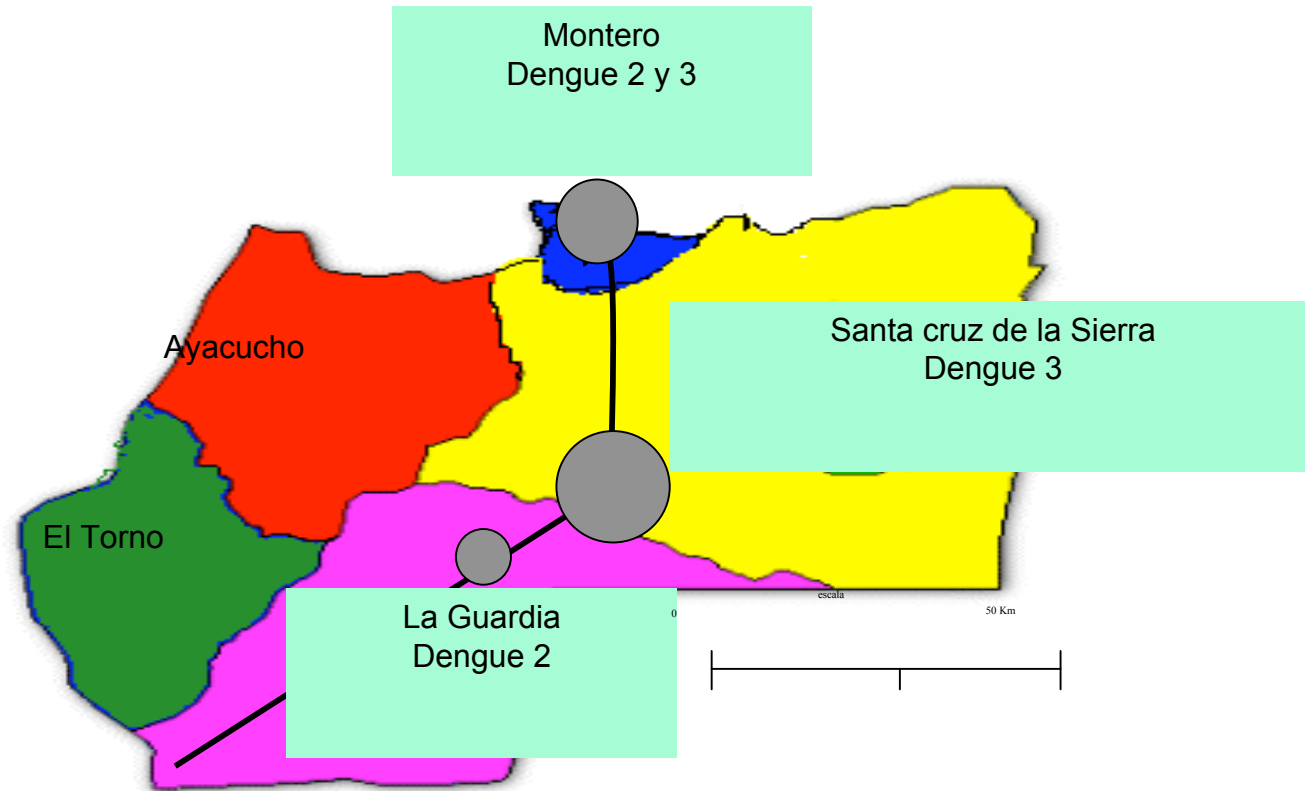 Montero
Dengue 2 y 3
Santa cruz de la Sierra
Dengue 3
Ayacucho
El Torno
La Guardia
Dengue 2
escala
0
50 Km